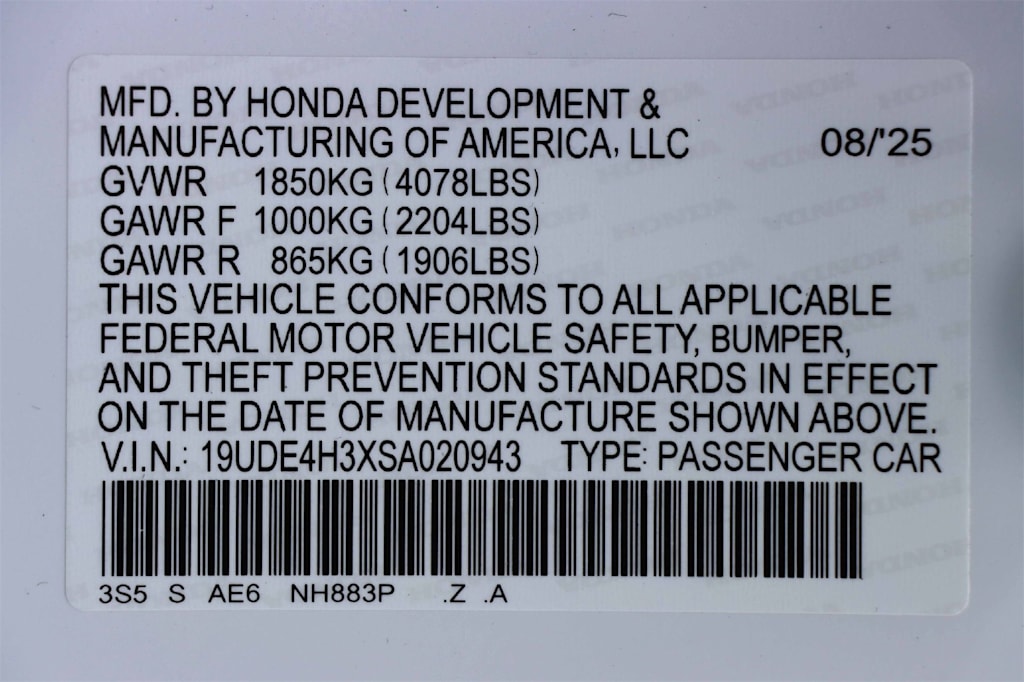 MFD. BY HONDA DEVELOPMENT &
MANUFACTURING OF AMERICA, LLC 08/'25
GVWR 1850KG (4078LBS)
GAWR F 1000KG (2204LBS)
GAWR R 865KG (1906LBS)
THIS VEHICLE CONFORMS TO ALL APPLICABLE
FEDERAL MOTOR VEHICLE SAFETY, BUMPER,
AND THEFT PREVENTION STANDARDS IN EFFECT
ON THE DATE OF MANUFACTURE SHOWN ABOVE.
V.I.N.: 19UDE4H3XSA020943 TYPE: PASSENGER CAR
3S5 S AE6 NH883P .Z .A